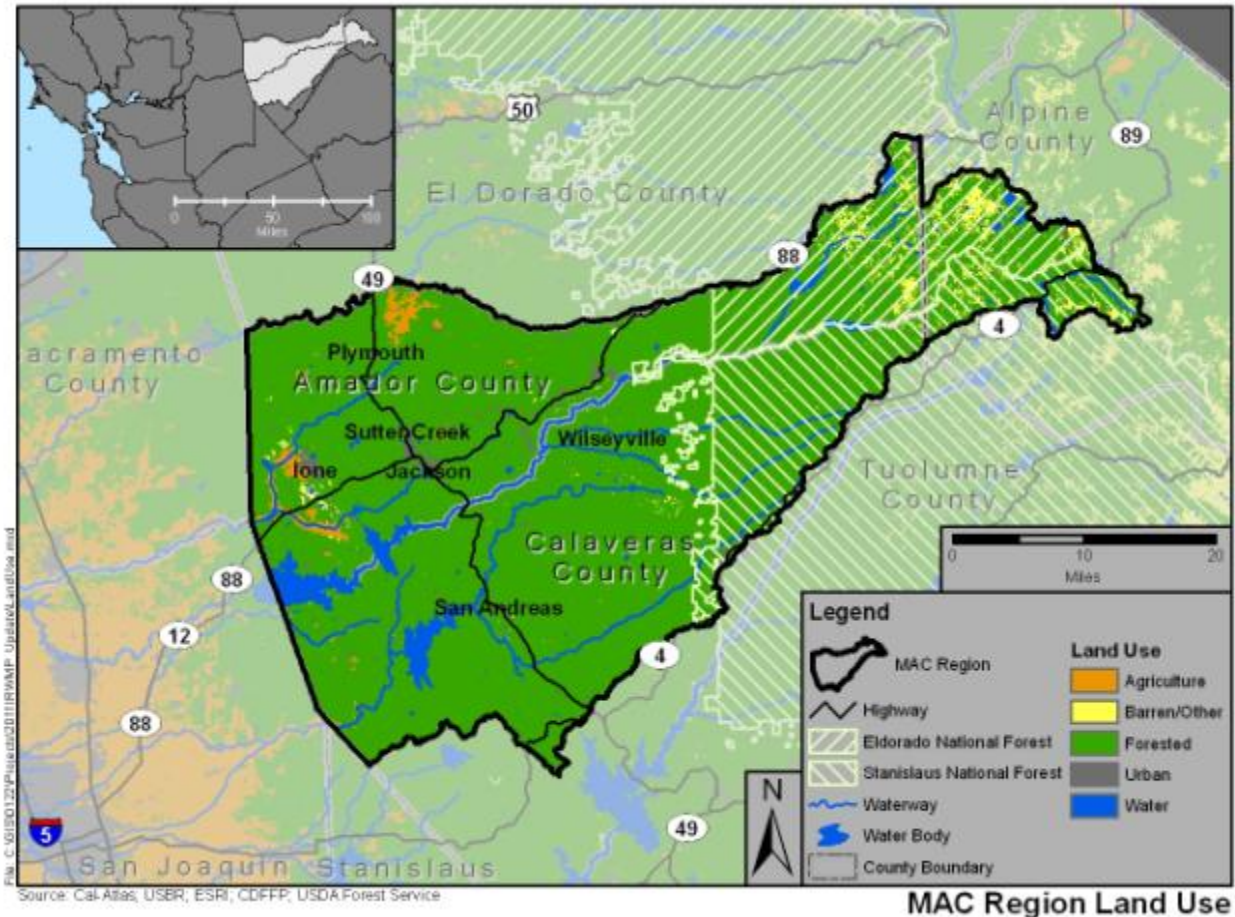 50
Alpine
County
89
El Dorado County
0
50
100
Miles
88
49
acramento
County
Plymouth
Amador County
4
Sutter Creek
Wilseyville
Ione
Jackson
Tuolumne
County
Calaveras
County
0
10
20
Miles
88
San Andreas
12
4
88
Legend
MAC Region
Highway
Eldorado National Forest
Stanislaus National Forest
Waterway
Water Body
County Boundary
Land Use
Agriculture
Barren/Other
Forested
Urban
Water
N
5
49
San Joaquin
Stanislaus
Source: Cal-Atlas; USBR; ESRI; CDFFP; USDA Forest Service
MAC Region Land Use